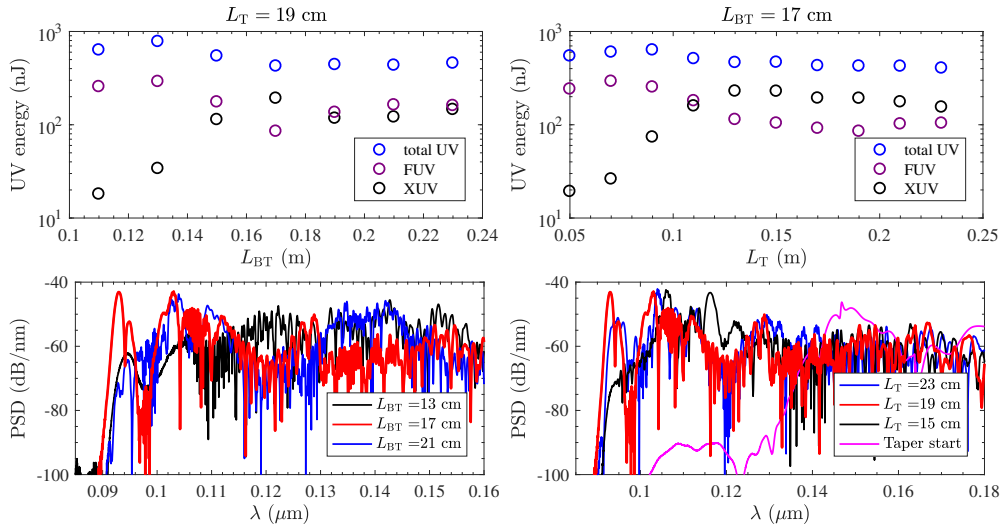 L_T = 19 cm
UV energy (nJ)
10^3
10^2
10^1
total UV
FUV
XUV
0.1 0.12 0.14 0.16 0.18 0.2 0.22 0.24
L_BT (m)
L_BT = 17 cm
UV energy (nJ)
10^3
10^2
10^1
total UV
FUV
XUV
0.05 0.1 0.15 0.2 0.25
L_T (m)
PSD (dB/nm)
-40
-60
-80
-100
L_BT =13 cm
L_BT =17 cm
L_BT =21 cm
0.09 0.1 0.11 0.12 0.13 0.14 0.15 0.16
λ (μm)
PSD (dB/nm)
-40
-60
-80
-100
L_T =23 cm
L_T =19 cm
L_T =15 cm
Taper start
0.1 0.12 0.14 0.16 0.18
λ (μm)